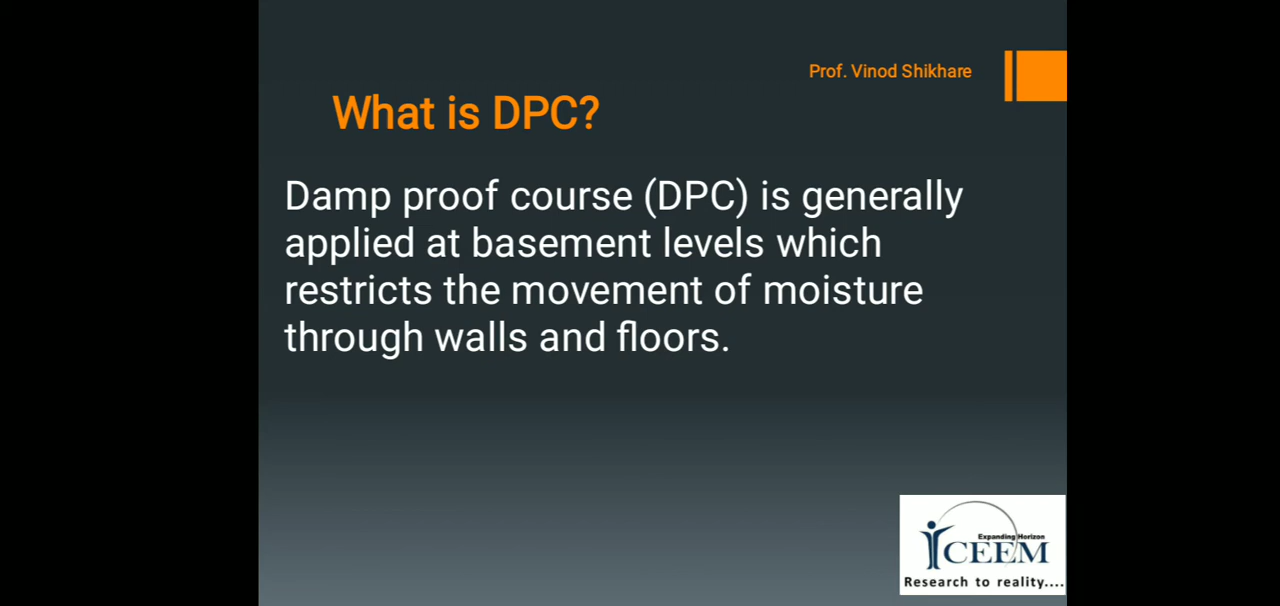 Prof. Vinod Shikhare
What is DPC?
Damp proof course (DPC) is generally
applied at basement levels which
restricts the movement of moisture
through walls and floors.
Expanding Horizon
ICEEM
Research to reality....